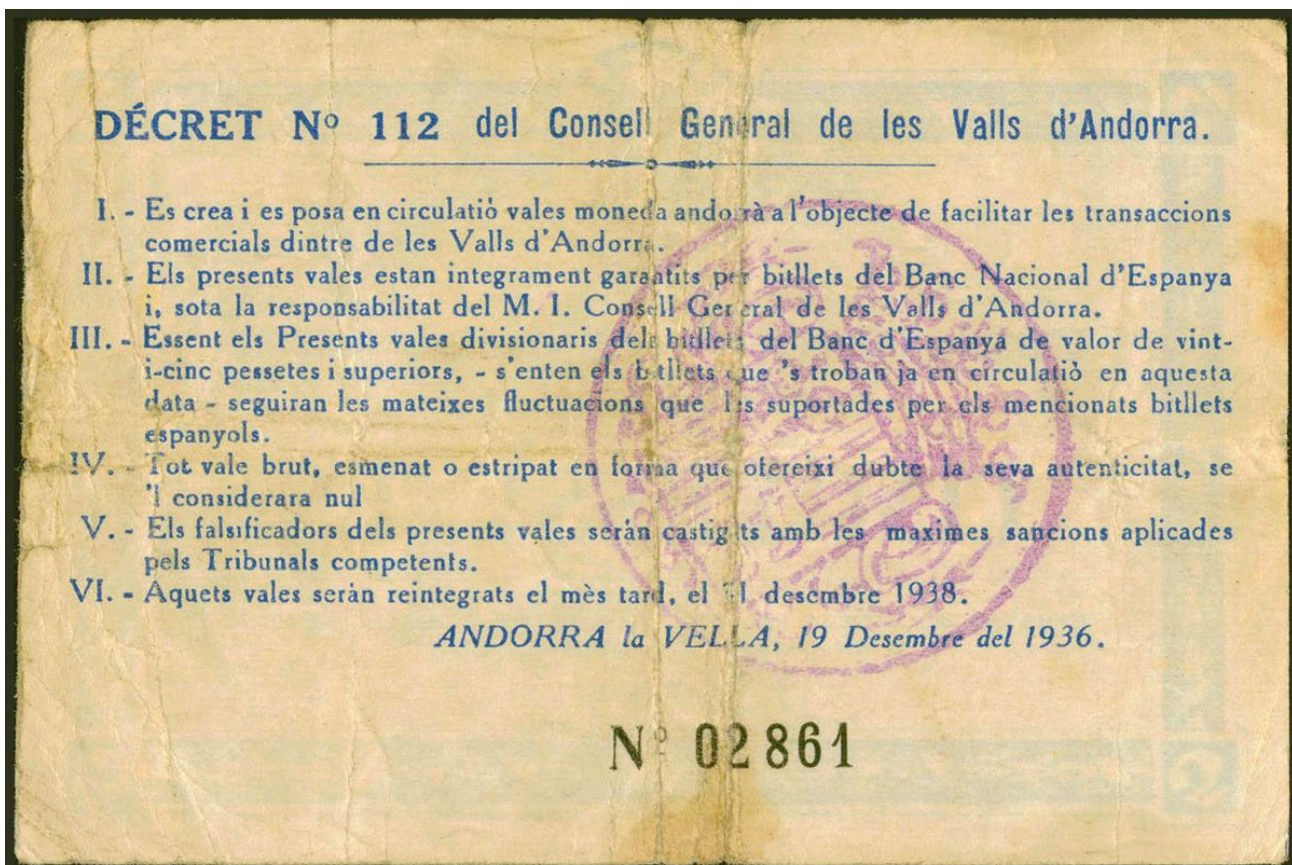 DÉCRET Nº 112 del Consell General de les Valls d'Andorra.
I. - Es crea i es posa en circulatiò vales moneda andorrà a l'objecte de facilitar les transaccions
comercials dintre de les Valls d'Andorra.
II. - Els presents vales estan integrament garantits per bitllets del Banc Nacional d'Espanya
i, sota la responsabilitat del M. I. Consell General de les Valls d'Andorra.
III. - Essent els Presents vales divisionaris dels bitllets del Banc d'Espanya de valor de vint-
i-cinc pessetes i superiors, - s'enten els bitllets que 's troban ja en circulatiò en aquesta
data - seguiran les mateixes fluctuacions que les suportades per els mencionats bitllets
espanyols.
IV. - Tot vale brut, esmenat o estripat en forma que ofereixi dubte la seva autenticitat, se
'l considerara nul
V. - Els falsificadors dels presents vales seràn castigats amb les maximes sancions aplicades
pels Tribunals competents.
VI. - Aquets vales seràn reintegrats el mès tard, el 31 desembre 1938.
ANDORRA la VELLA, 19 Desembre del 1936.
Nº 02861